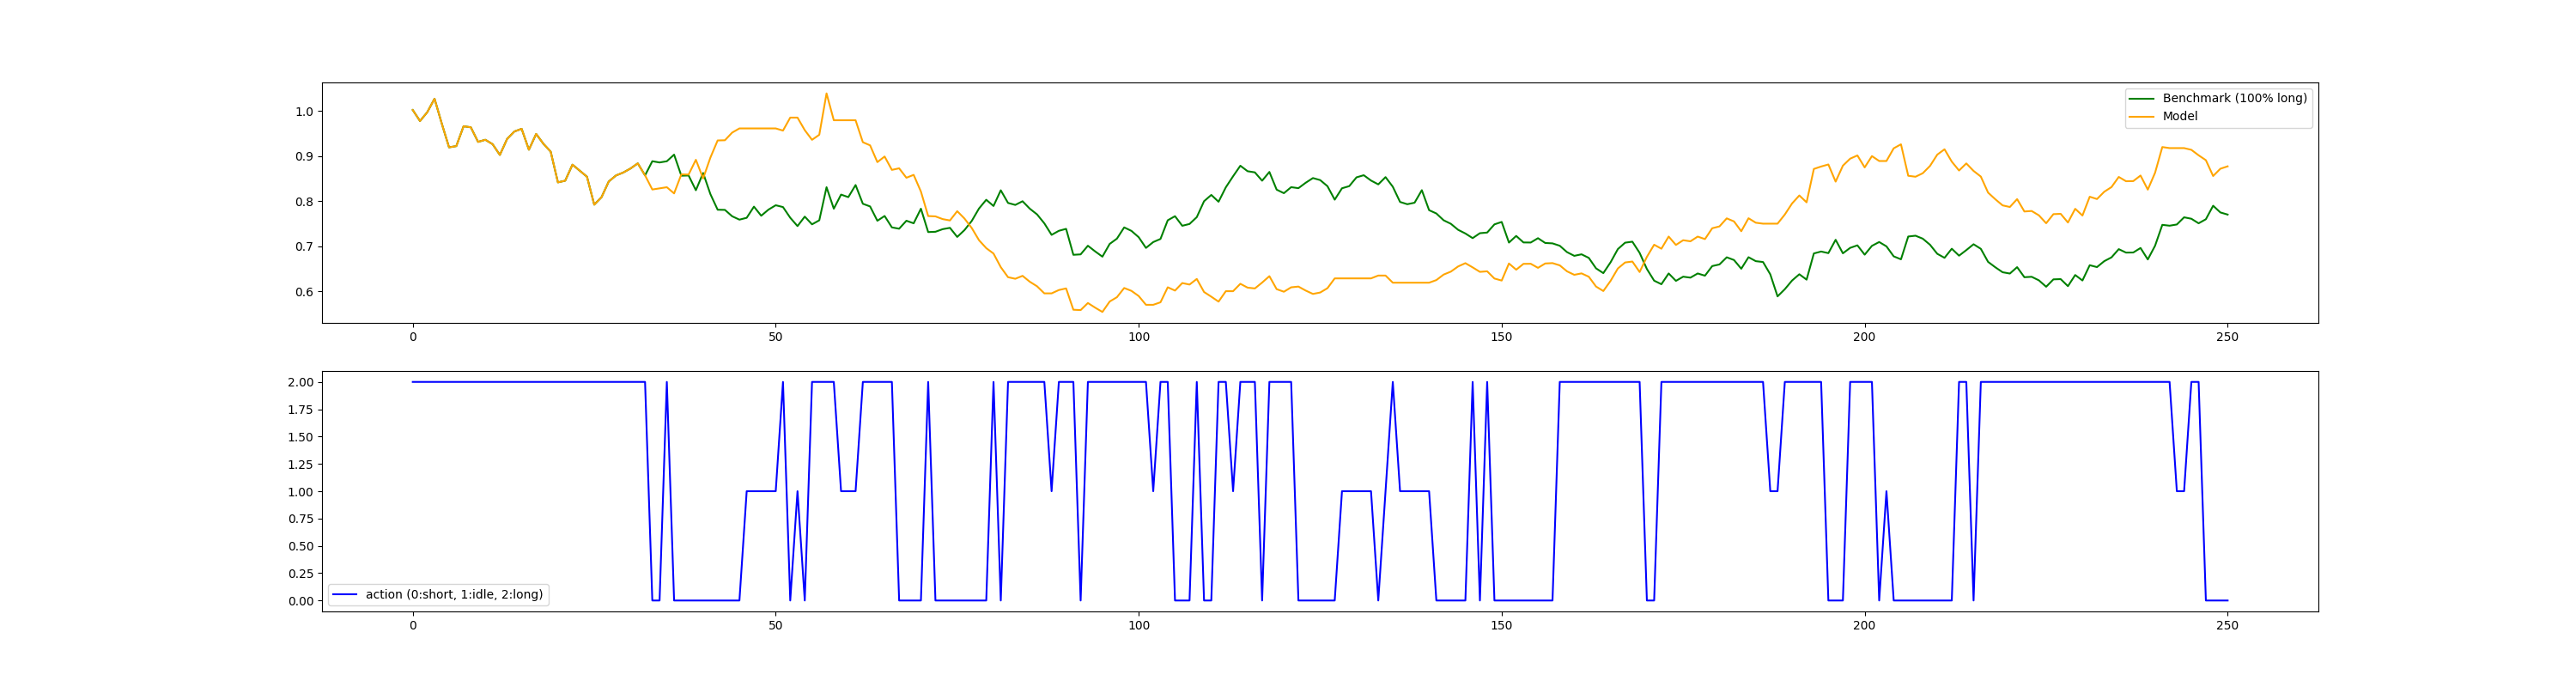 1.0
0.9
0.8
0.7
0.6
Benchmark (100% long)
Model
0 50 100 150 200 250
2.00
1.75
1.50
1.25
1.00
0.75
0.50
0.25
0.00
action (0:short, 1:idle, 2:long)
0 50 100 150 200 250